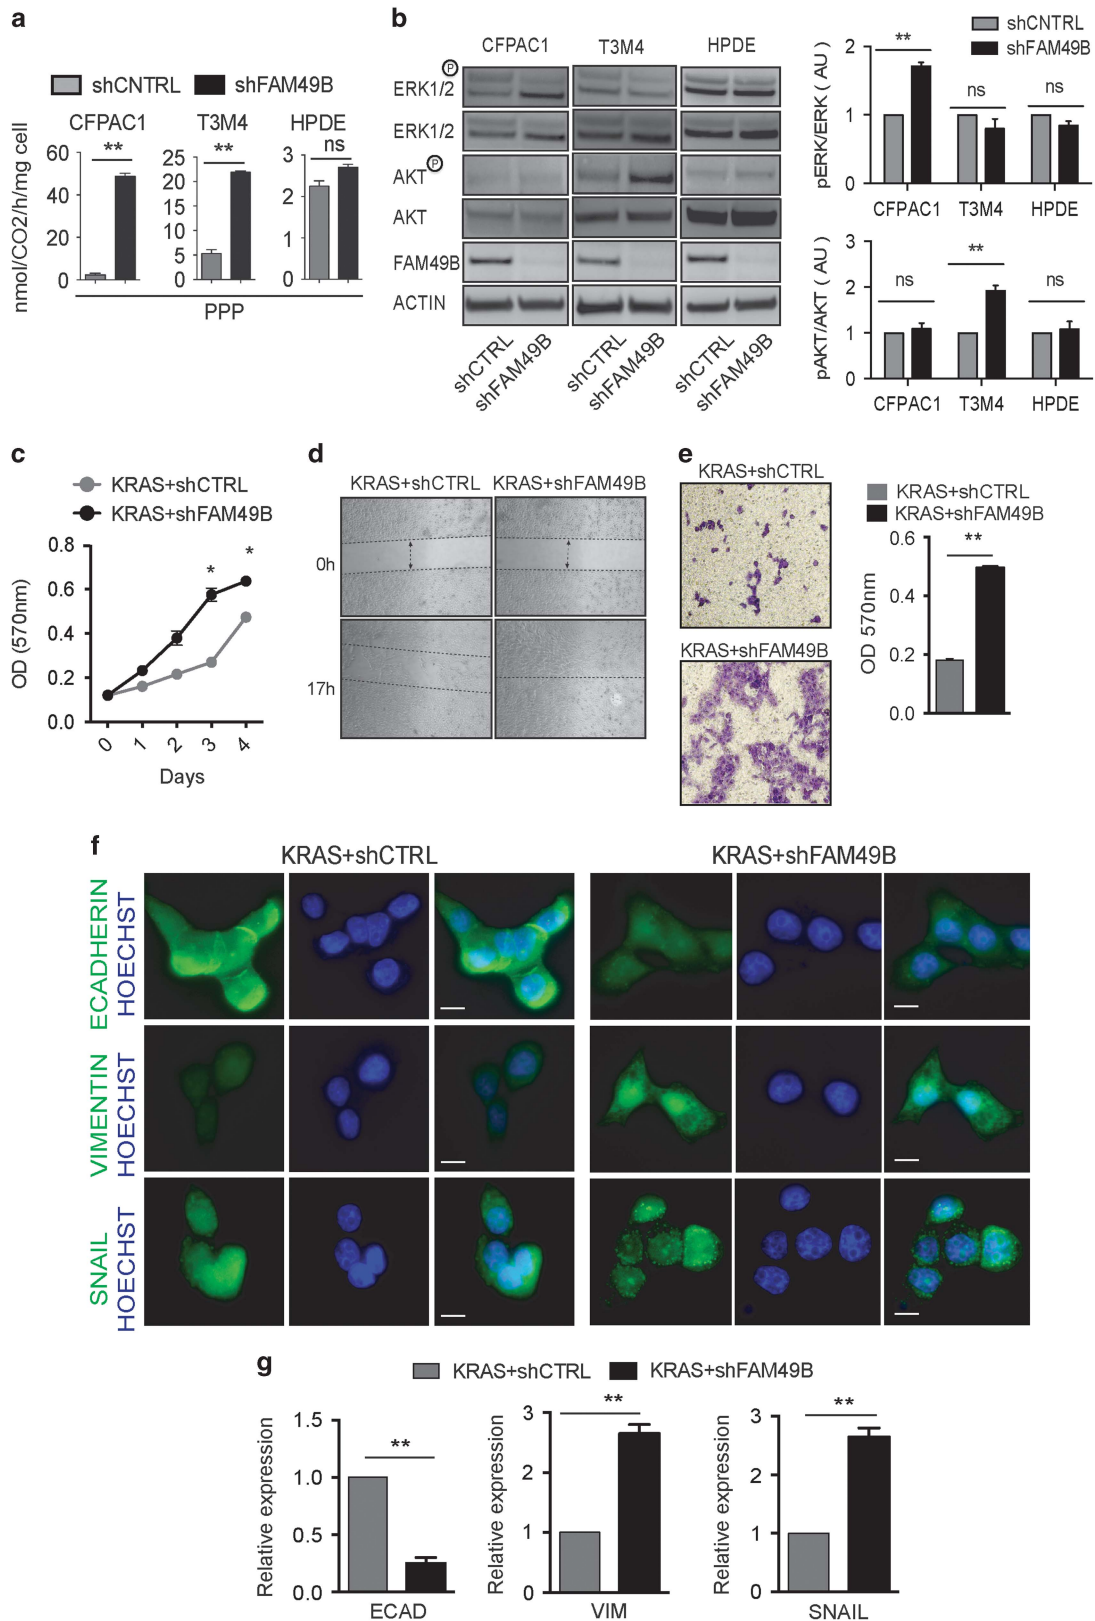 a
shCNTRL shFAM49B
CFPAC1 T3M4 HPDE
** ** ns
nmol/CO2/h/mg cell
60 40 20 0
25 20 15 10 5 0
3 2 1 0
PPP
b
CFPAC1 T3M4 HPDE
P
ERK1/2
ERK1/2
P
AKT
AKT
FAM49B
ACTIN
shCTRL shFAM49B shCTRL shFAM49B shCTRL shFAM49B
shCNTRL
shFAM49B
pERK/ERK ( AU )
2 1 0
** ns ns
CFPAC1 T3M4 HPDE
pAKT/AKT ( AU )
3 2 1 0
ns ** ns
CFPAC1 T3M4 HPDE
c
KRAS+shCTRL
KRAS+shFAM49B
OD (570nm)
0.8 0.6 0.4 0.2 0.0
* *
0 1 2 3 4
Days
d
KRAS+shCTRL KRAS+shFAM49B
0h
17h
e
KRAS+shCTRL
KRAS+shFAM49B
KRAS+shCTRL
KRAS+shFAM49B
OD 570nm
0.6 0.4 0.2 0.0
**
f
KRAS+shCTRL KRAS+shFAM49B
ECADHERIN
HOECHST
VIMENTIN
HOECHST
SNAIL
HOECHST
g
KRAS+shCTRL KRAS+shFAM49B
Relative expression
1.5 1.0 0.5 0.0
**
ECAD
Relative expression
3 2 1 0
**
VIM
Relative expression
3 2 1 0
**
SNAIL